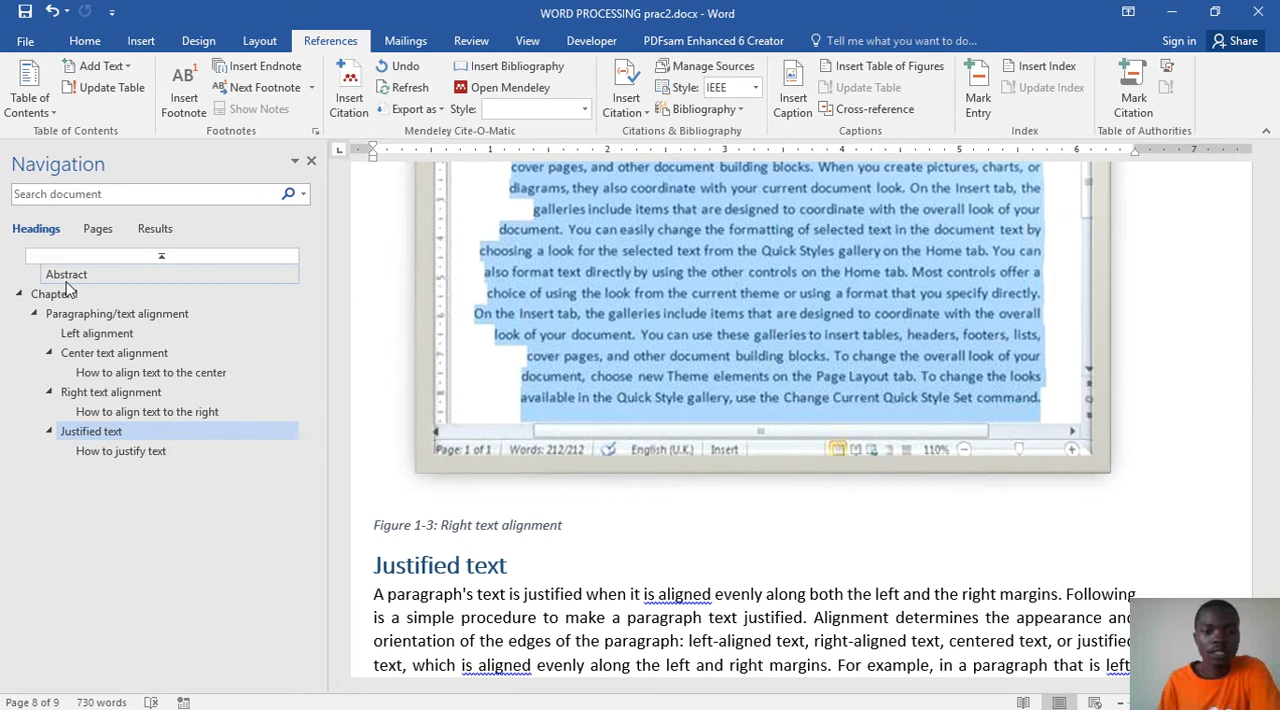 WORD PROCESSING prac2.docx - Word
File Home Insert Design Layout References Mailings Review View Developer PDFsam Enhanced 6 Creator Tell me what you want to do... Sign in Share
Table of Contents
Add Text
Update Table
Table of Contents
AB1
Insert Footnote
Insert Endnote
AB1 Next Footnote
Show Notes
Footnotes
Insert Citation
Undo
Refresh
Export as
Insert Bibliography
Open Mendeley
Style:
Mendeley Cite-O-Matic
Insert Citation
Manage Sources
Style: IEEE
Bibliography
Citations & Bibliography
Insert Caption
Insert Table of Figures
Update Table
Cross-reference
Captions
Mark Entry
Insert Index
Update Index
Index
Mark Citation
Table of Authorities
Navigation
Search document
Headings Pages Results
Abstract
Paragraphing/text alignment
Left alignment
Center text alignment
How to align text to the center
Right text alignment
How to align text to the right
Justified text
How to justify text
1 2 3 4 5 6 7
cover pages, and other document building blocks. When you create pictures, charts, or
diagrams, they also coordinate with your current document look. On the Insert tab, the
galleries include items that are designed to coordinate with the overall look of your
document. You can easily change the formatting of selected text in the document text by
choosing a look for the selected text from the Quick Styles gallery on the Home tab. You can
also format text directly by using the other controls on the Home tab. Most controls offer a
choice of using the look from the current theme or using a format that you specify directly.
On the Insert tab, the galleries include items that are designed to coordinate with the overall
look of your document. You can use these galleries to insert tables, headers, footers, lists,
cover pages, and other document building blocks. To change the overall look of your
document, choose new Theme elements on the Page Layout tab. To change the looks
available in the Quick Style gallery, use the Change Current Quick Style Set command.
Page: 1 of 1 Words: 212/212 English (U.K.) Insert 110%
Figure 1-3: Right text alignment
Justified text
A paragraph's text is justified when it is aligned evenly along both the left and the right margins. Following
is a simple procedure to make a paragraph text justified. Alignment determines the appearance and
orientation of the edges of the paragraph: left-aligned text, right-aligned text, centered text, or justified
text, which is aligned evenly along the left and right margins. For example, in a paragraph that is left
Page 8 of 9 730 words